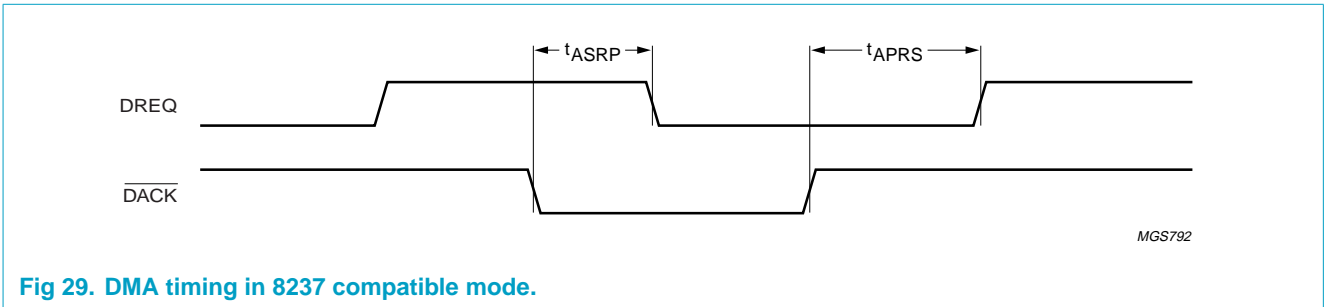 tASRP
tAPRS
DREQ
DACK
MGS792
Fig 29. DMA timing in 8237 compatible mode.